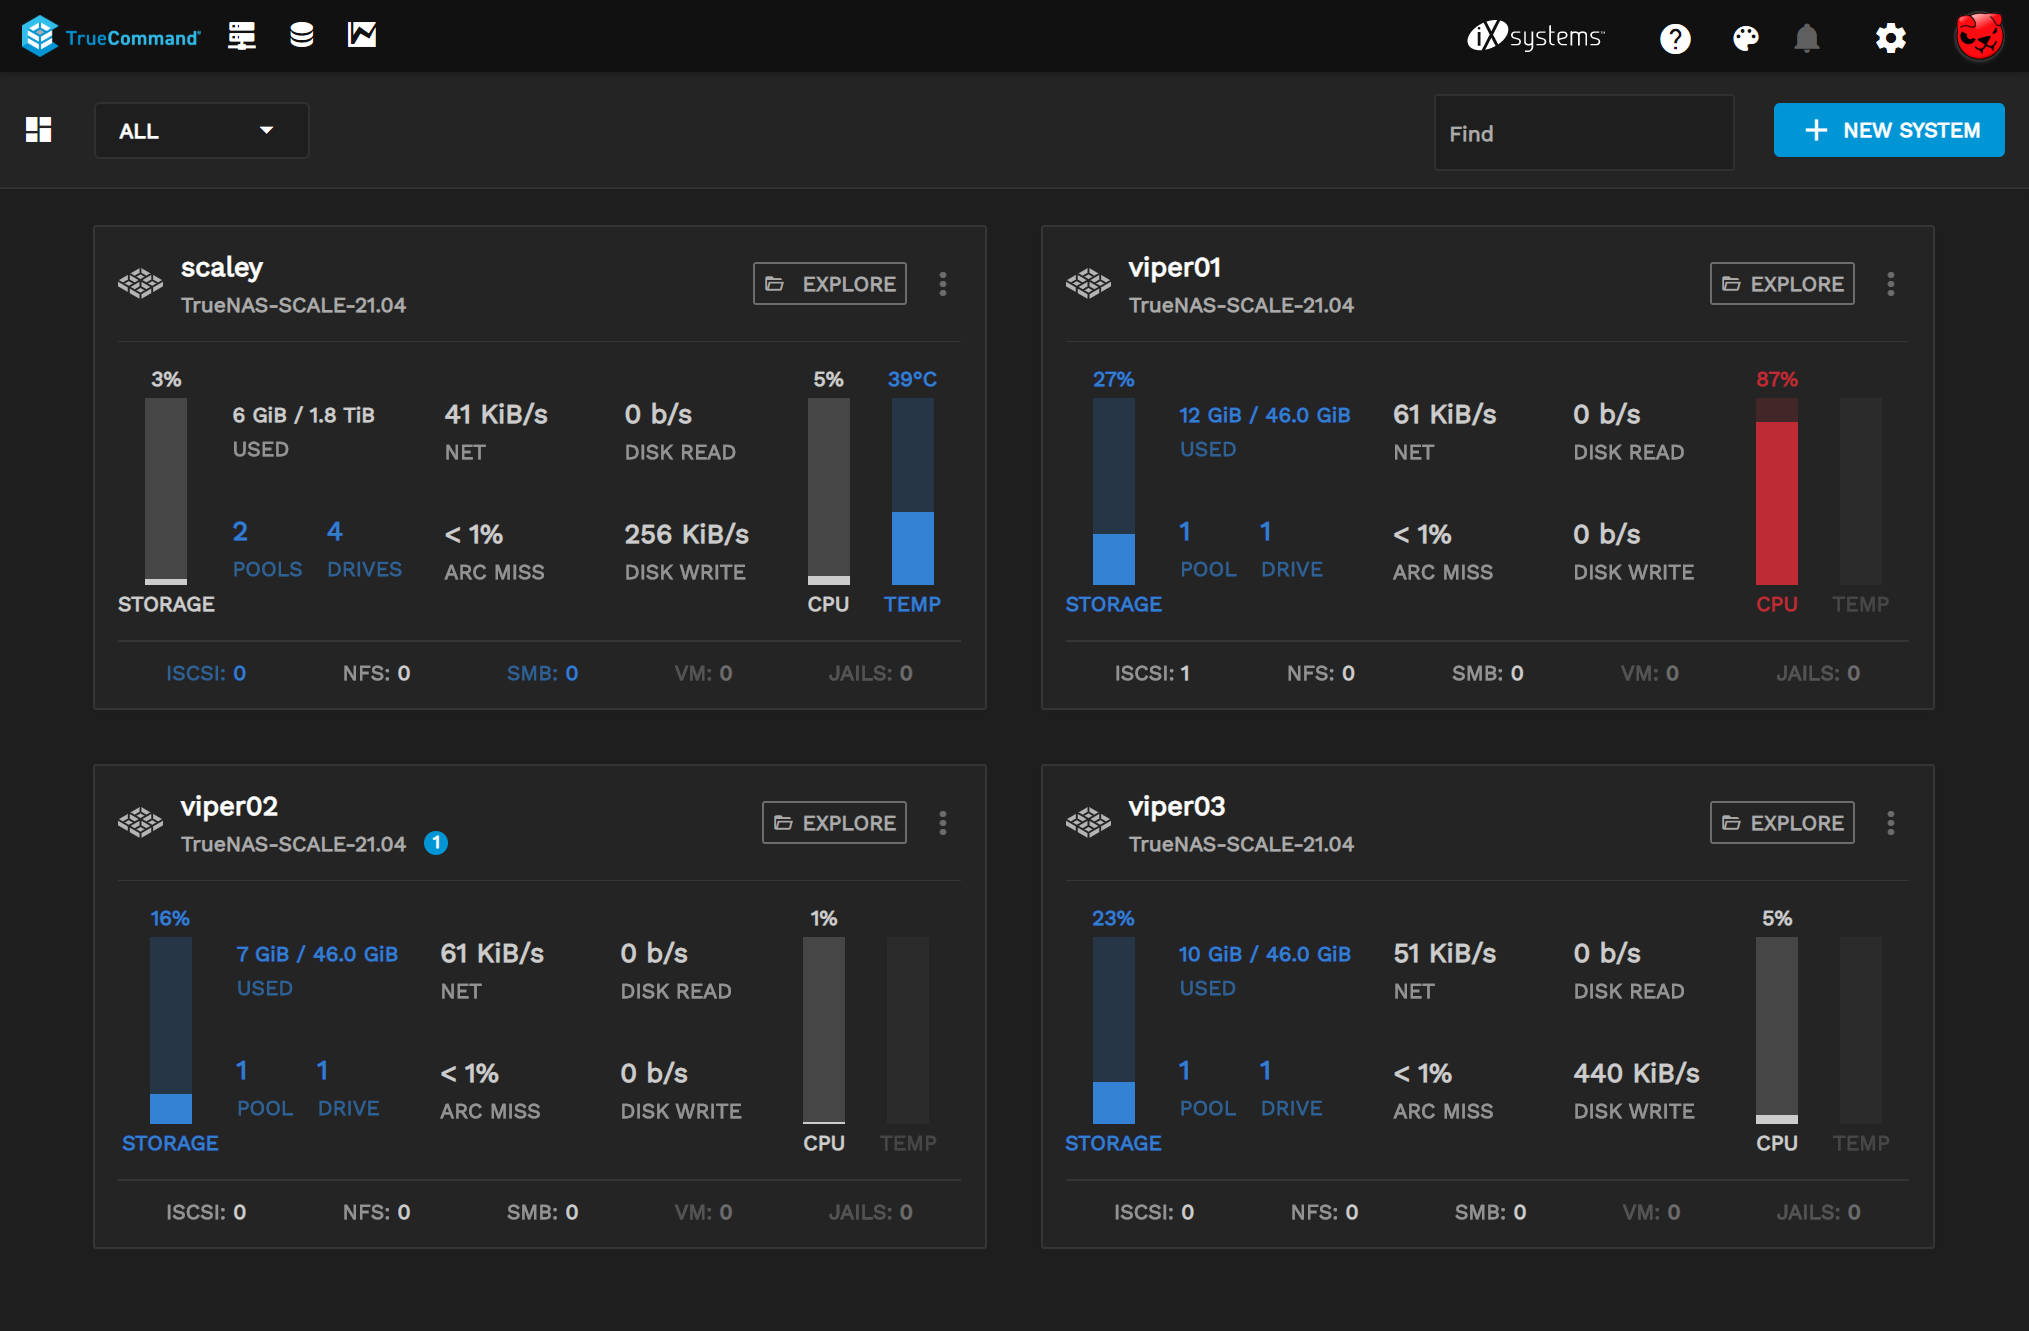 TrueCommand
iXsystems
?
ALL
Find
+ NEW SYSTEM
scaley
TrueNAS-SCALE-21.04
EXPLORE
3%
5%
39°C
6 GiB / 1.8 TiB
41 KiB/s
0 b/s
USED
NET
DISK READ
2
4
< 1%
256 KiB/s
POOLS
DRIVES
ARC MISS
DISK WRITE
STORAGE
CPU
TEMP
ISCSI: 0
NFS: 0
SMB: 0
VM: 0
JAILS: 0
viper01
TrueNAS-SCALE-21.04
EXPLORE
27%
87%
12 GiB / 46.0 GiB
61 KiB/s
0 b/s
USED
NET
DISK READ
1
1
< 1%
0 b/s
POOL
DRIVE
ARC MISS
DISK WRITE
STORAGE
CPU
TEMP
ISCSI: 1
NFS: 0
SMB: 0
VM: 0
JAILS: 0
viper02
TrueNAS-SCALE-21.04
1
EXPLORE
16%
1%
7 GiB / 46.0 GiB
61 KiB/s
0 b/s
USED
NET
DISK READ
1
1
< 1%
0 b/s
POOL
DRIVE
ARC MISS
DISK WRITE
STORAGE
CPU
TEMP
ISCSI: 0
NFS: 0
SMB: 0
VM: 0
JAILS: 0
viper03
TrueNAS-SCALE-21.04
EXPLORE
23%
5%
10 GiB / 46.0 GiB
51 KiB/s
0 b/s
USED
NET
DISK READ
1
1
< 1%
440 KiB/s
POOL
DRIVE
ARC MISS
DISK WRITE
STORAGE
CPU
TEMP
ISCSI: 0
NFS: 0
SMB: 0
VM: 0
JAILS: 0